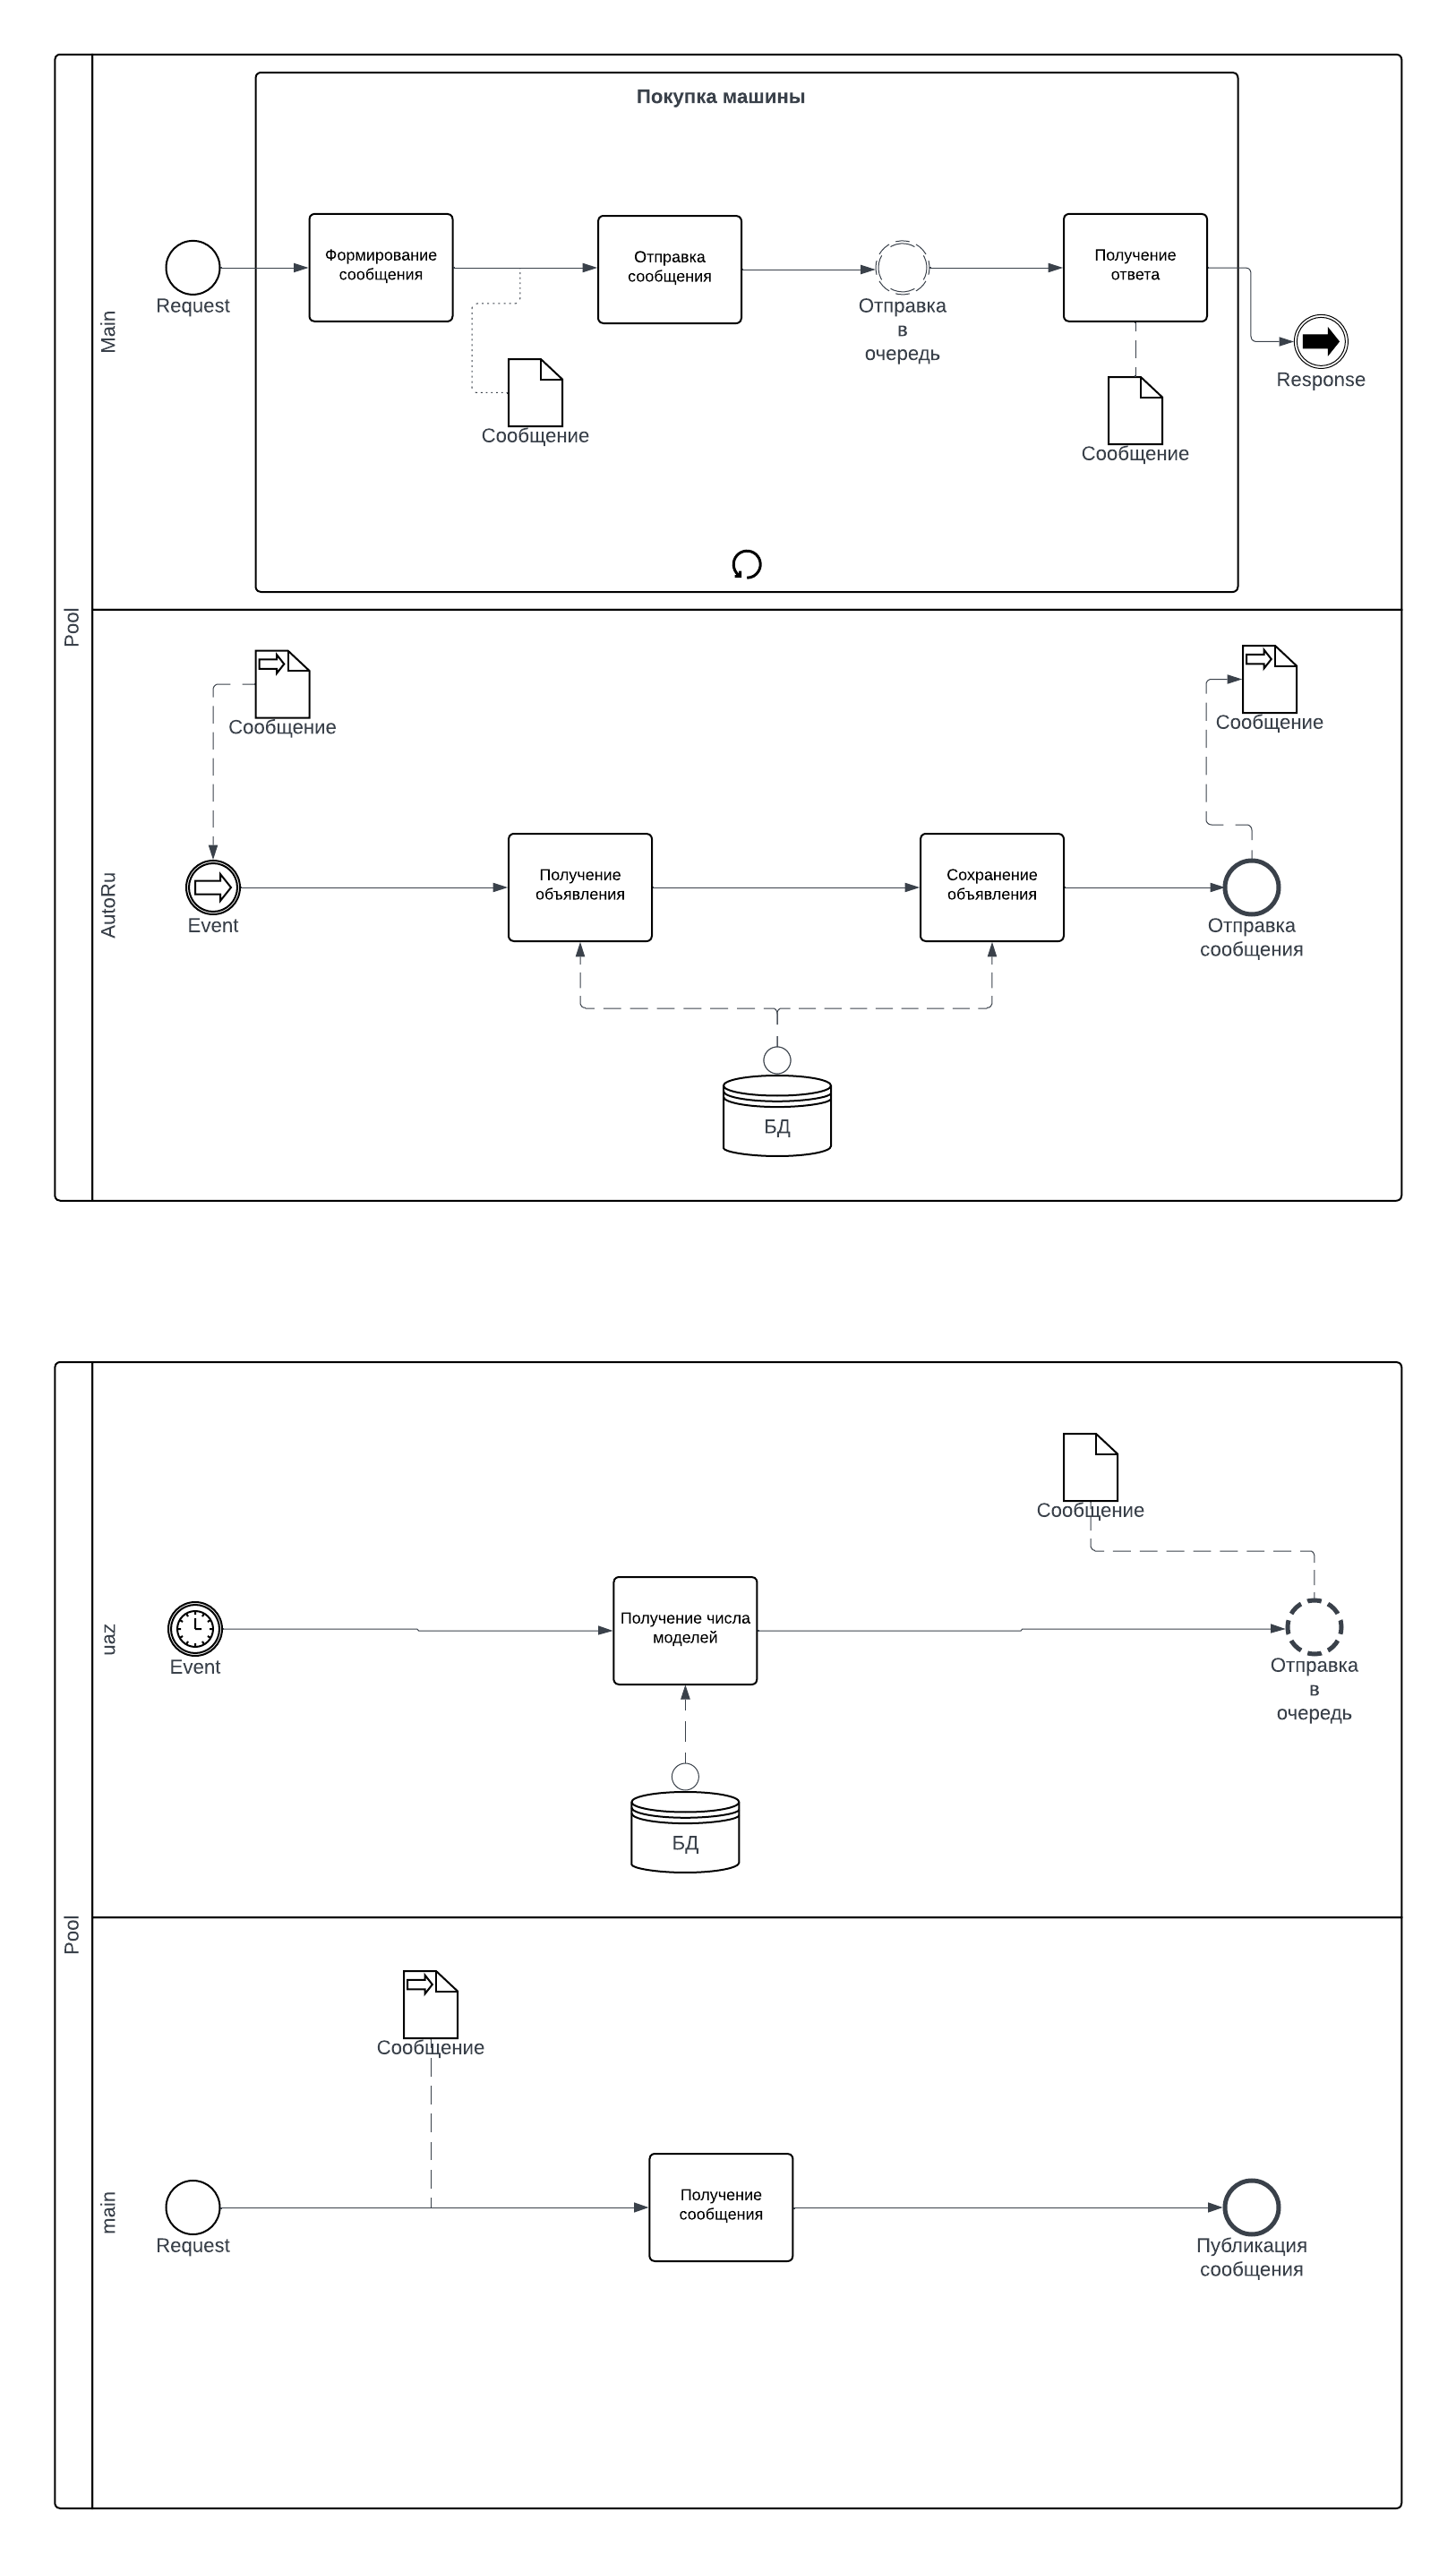 Pool
Main
Покупка машины
Request
Формирование
сообщения
Сообщение
Отправка
сообщения
Отправка
в
очередь
Получение
ответа
Сообщение
Response
AutoRu
Сообщение
Event
Получение
объявления
БД
Сохранение
объявления
Сообщение
Отправка
сообщения
Pool
uaz
Event
Получение числа
моделей
БД
Сообщение
Отправка
в
очередь
main
Сообщение
Request
Получение
сообщения
Публикация
сообщения